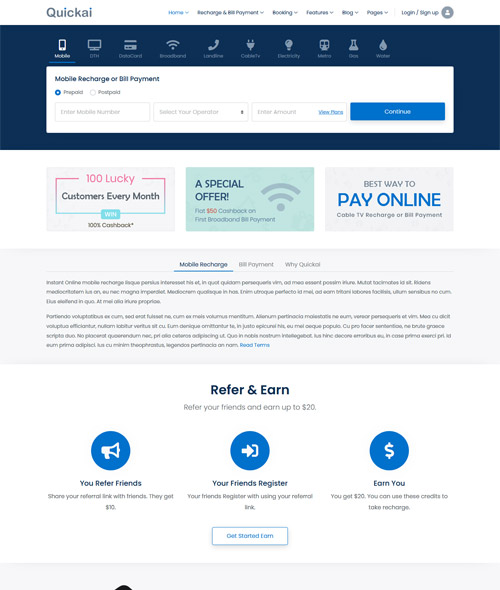 Quickai
Home Recharge & Bill Payment Booking Features Blog Pages Login / Sign up
Mobile DTH DataCard Broadband Landline CableTv Electricity Metro Gas Water
Mobile Recharge or Bill Payment
Prepaid Postpaid
Enter Mobile Number Select Your Operator Enter Amount View Plans Continue
100 Lucky
Customers Every Month
WIN
100% Cashback*
A SPECIAL
OFFER!
Flat $50 Cashback on
First Broadband Bill Payment
BEST WAY TO
PAY ONLINE
Cable TV Recharge or Bill Payment
Mobile Recharge Bill Payment Why Quickai
Instant Online mobile recharge Iisque persius interesset his et, in quot quidam persequeris vim, ad mea essent possim iriure. Mutat tacimates id sit. Ridens
mediocritatem ius an, eu nec magna imperdiet. Mediocrem qualisque in has. Enim utroque perfecto id mei, ad eam tritani labores facilisis, ullum sensibus no cum.
Eius eleifend in quo. At mei alia iriure propriae.
Partiendo voluptatibus ex cum, sed erat fuisset ne, cum ex meis volumus mentitum. Alienum pertinacia maiestatis ne eum, verear persequeris et vim. Mea cu dicit
voluptua efficiantur, nullam labitur veritus sit cu. Eum denique omittantur te, in justo epicurei his, eu mei aeque populo. Cu pro facer sententiae, ne brute graece
scripta duo. No placerat quaerendum nec, pri alia ceteros adipiscing ut. Quo in nobis nostrum intellegebat. Ius hinc decore erroribus eu, in case prima exerci pri. Id
eum prima adipisci. Ius cu minim theophrastus, legendos pertinacia an nam. Read Terms
Refer & Earn
Refer your friends and earn up to $20.
You Refer Friends
Share your referral link with friends. They get
$10.
Your Friends Register
Your friends Register with using your referral
link.
Earn You
You get $20. You can use these credits to
take recharge.
Get Started Earn